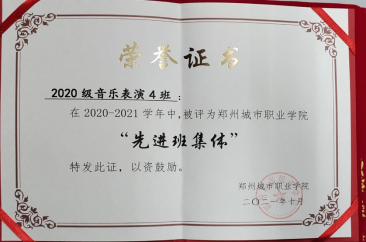 荣誉证书
2020级音乐表演4班：
在2020-2021学年中,被评为郑州城市职业学院
“先进班集体”
特发此证，以资鼓励。
郑州城市职业学院
二〇二一年十月